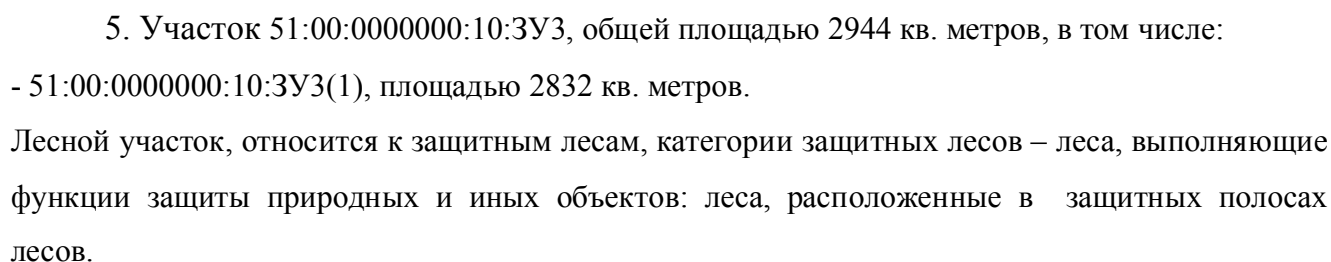 5. Участок 51:00:0000000:10:ЗУ3, общей площадью 2944 кв. метров, в том числе:
- 51:00:0000000:10:ЗУ3(1), площадью 2832 кв. метров.
Лесной участок, относится к защитным лесам, категории защитных лесов – леса, выполняющие
функции защиты природных и иных объектов: леса, расположенные в защитных полосах
лесов.